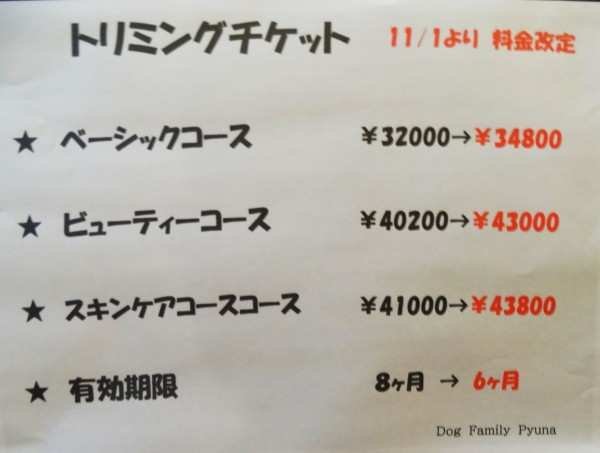 トリミングチケット 11/1より 料金改定
★ ベーシックコース ¥32000→¥34800
★ ビューティーコース ¥40200→¥43000
★ スキンケアコースコース ¥41000→¥43800
★ 有効期限 8ヶ月 → 6ヶ月
Dog Family Pyuna